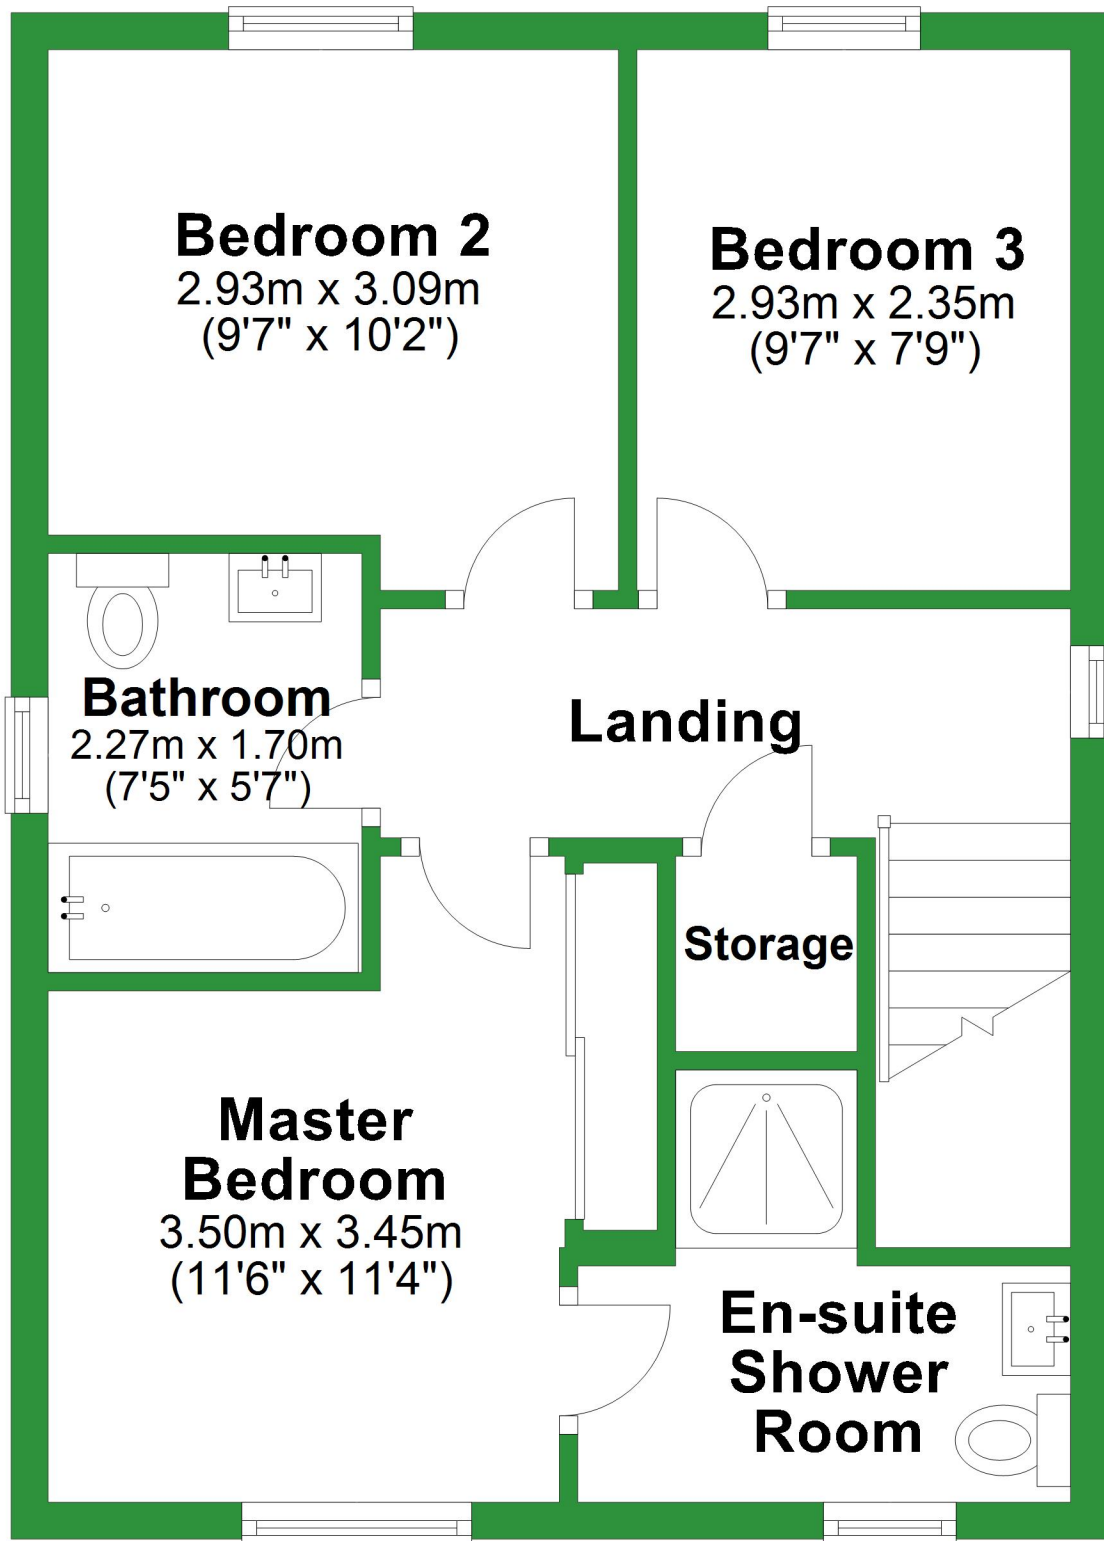 Bedroom 2
2.93m x 3.09m
(9'7" x 10'2")
Bedroom 3
2.93m x 2.35m
(9'7" x 7'9")
Bathroom
2.27m x 1.70m
(7'5" x 5'7")
Landing
Storage
Master
Bedroom
3.50m x 3.45m
(11'6" x 11'4")
En-suite
Shower
Room